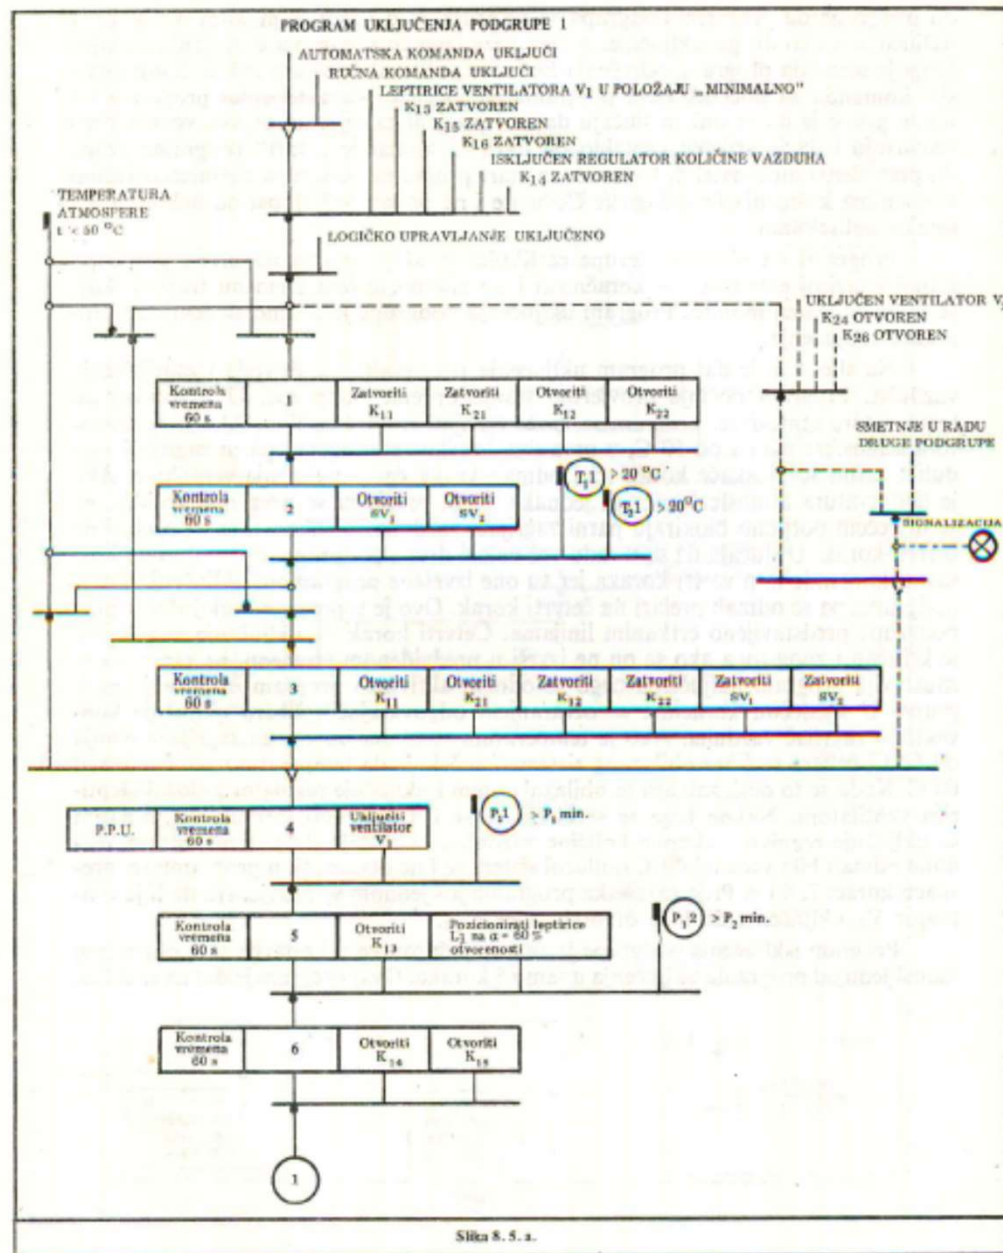 PROGRAM UKLJUČENJA PODGRUPE 1
AUTOMATSKA KOMANDA UKLJUČI
RUČNA KOMANDA UKLJUČI
LEPTIRICE VENTILATORA V1 U POLOŽAJU „MINIMALNO"
K13 ZATVOREN
K15 ZATVOREN
K16 ZATVOREN
ISKLJUČEN REGULATOR KOLIČINE VAZDUHA
K14 ZATVOREN
TEMPERATURA
ATMOSFERE
t < 50 °C
LOGIČKO UPRAVLJANJE UKLJUČENO
UKLJUČEN VENTILATOR
K24 OTVOREN
K26 OTVOREN
Kontrola vremena 60 s
Zatvoriti K11
Zatvoriti K21
Otvoriti K12
Otvoriti K22
SMETNJE U RADU
DRUGE PODGRUPE
> 20 °C
> 20 °C
Kontrola vremena 60 s
2
Otvoriti SV1
Otvoriti SV2
SIGNALIZACIJA
Kontrola vremena 60 s
3
Otvoriti K11
Otvoriti K21
Zatvoriti K12
Zatvoriti K22
Zatvoriti SV1
Zatvoriti SV2
P.P.U.
Kontrola vremena 60 s
4
Uključiti ventilator V1
P11 > P1 min.
Kontrola vremena 60 s
5
Otvoriti K13
Pozicionirati leptirice L1 na α = 60 % otvorenosti
P12 > P2 min.
Kontrola vremena 60 s
6
Otvoriti K14
Otvoriti K15
1
Slika 8. 5. a.